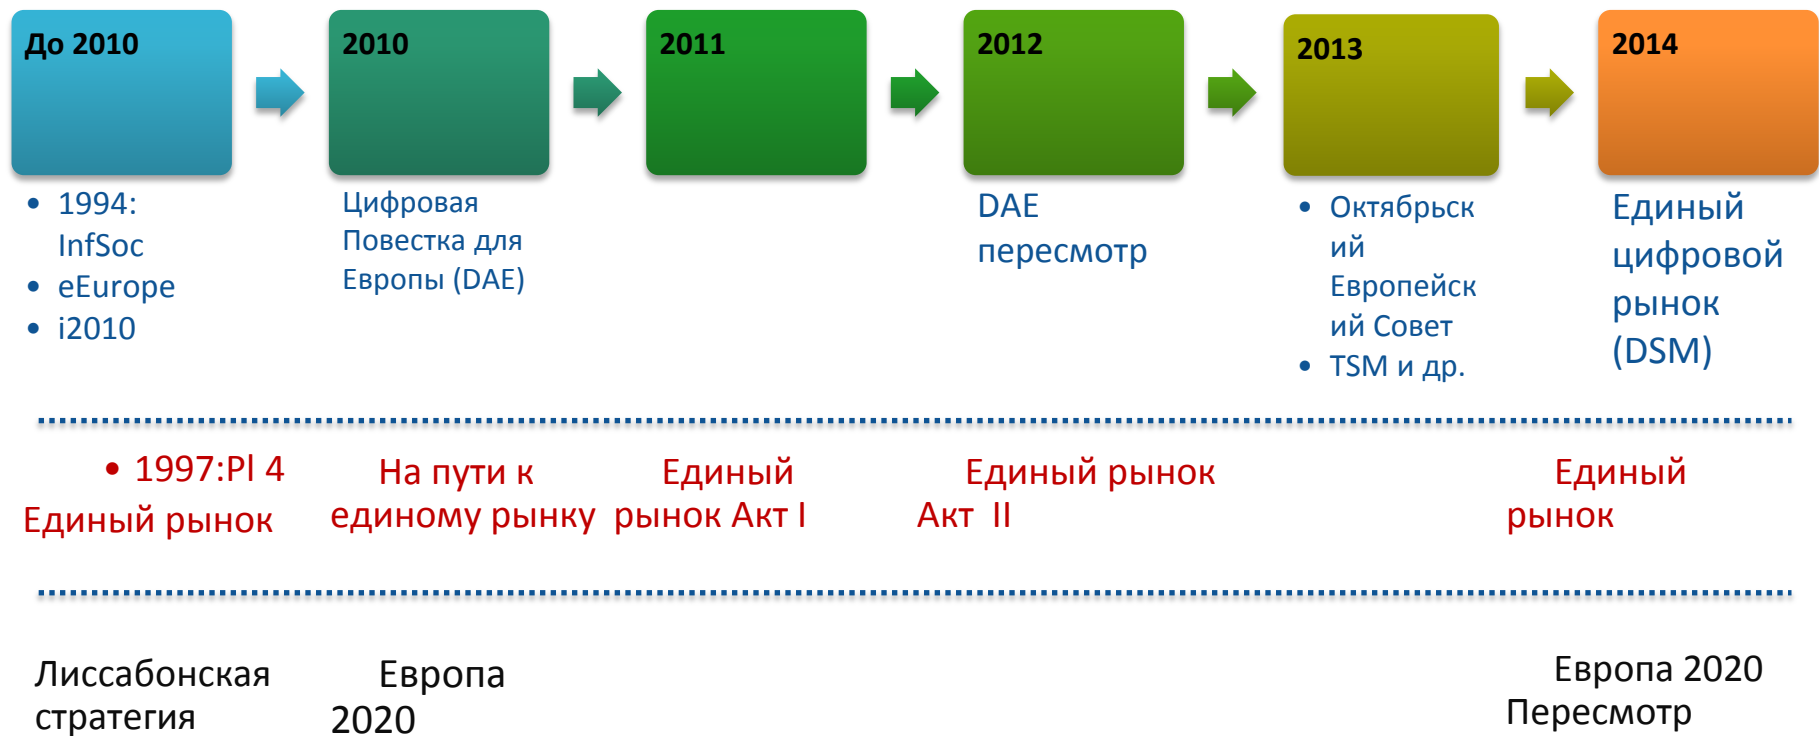 До 2010
2010
2011
2012
2013
2014
• 1994:
InfSoc
• eEurope
• i2010
Цифровая
Повестка для
Европы (DAE)
DAE
пересмотр
• Октябрьск
ий
Европейск
ий Совет
• TSM и др.
Единый
цифровой
рынок
(DSM)
• 1997:Pl 4
Единый рынок
На пути к
единому рынку
Единый
рынок Акт I
Единый рынок
Акт II
Единый
рынок
Лиссабонская
стратегия
Европа
2020
Европа 2020
Пересмотр